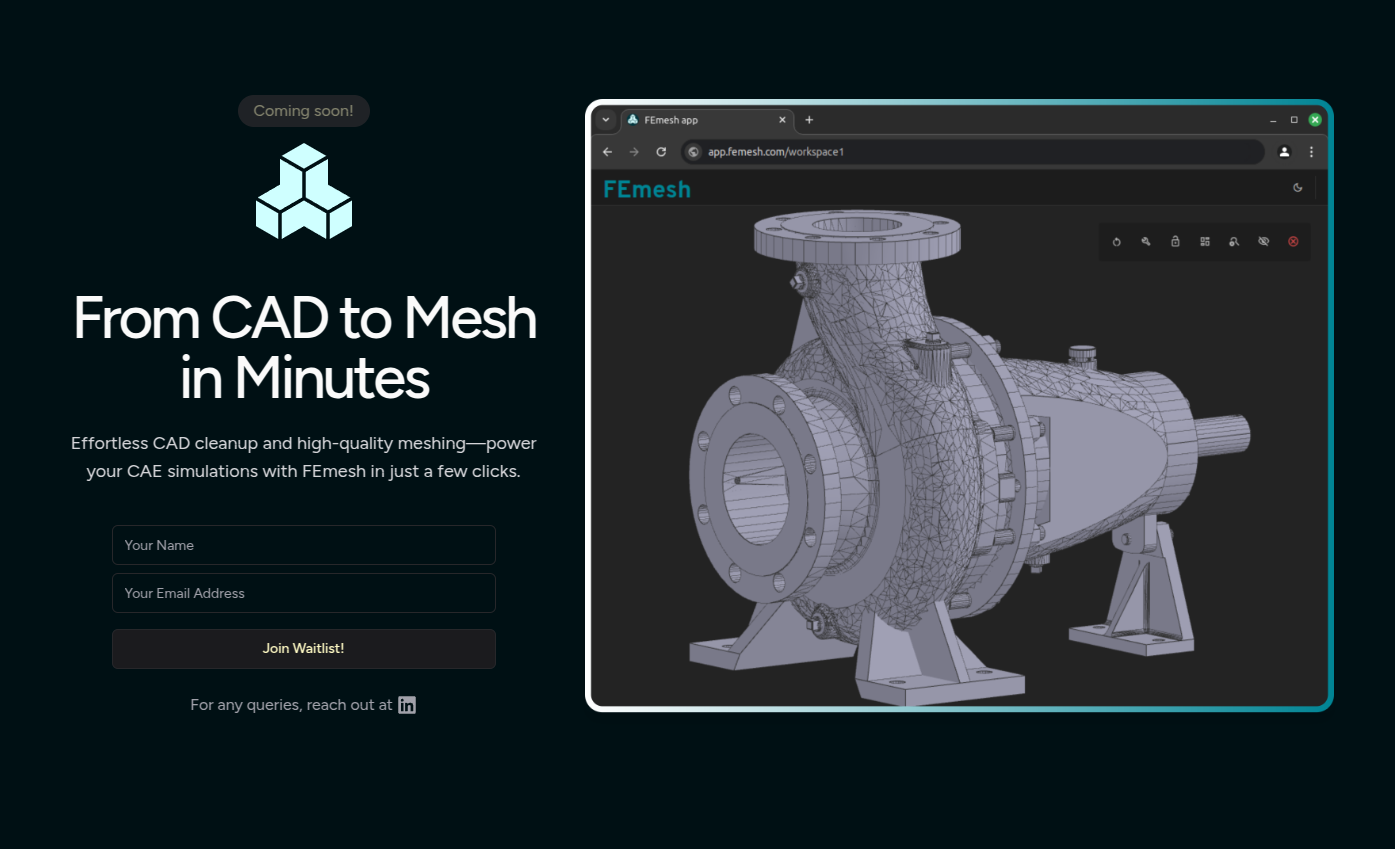 Coming soon!
From CAD to Mesh
in Minutes
Effortless CAD cleanup and high-quality meshing—power
your CAE simulations with FEmesh in just a few clicks.
Your Name
Your Email Address
Join Waitlist!
For any queries, reach out at in
FEmesh app
app.femesh.com/workspace1
FEmesh